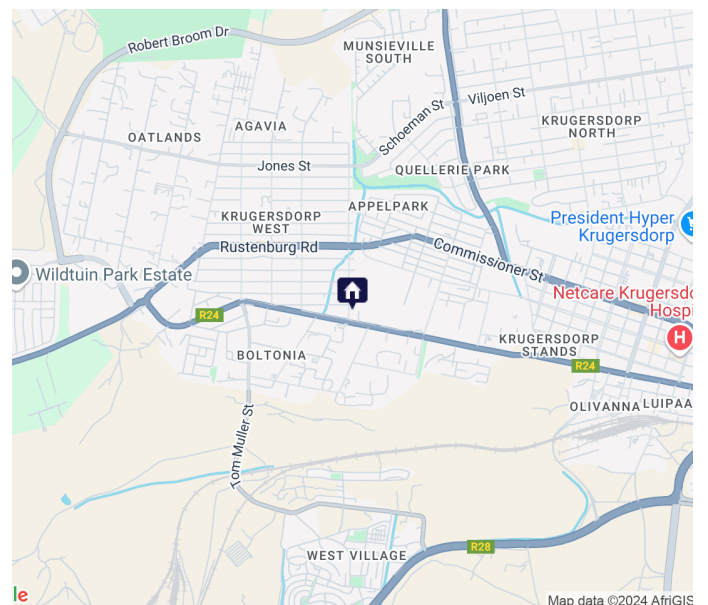 Robert Broom Dr
MUNSIEVILLE
SOUTH
Viljoen St
Schoeman St
KRUGERSDORP
NORTH
AGAVIA
OATLANDS
Jones St
QUELLERIE PARK
APPELPARK
KRUGERSDORP
WEST
President Hyper
Krugersdorp
Rustenburg Rd
Commissioner St
Wildtuin Park Estate
Netcare Krugersdo
Hospi
R24
KRUGERSDORP
STANDS
BOLTONIA
R24
OLIVANNA
LUIPAA
H
Tom Muller St
R28
WEST VILLAGE
le
Map data ©2024 AfriGIS